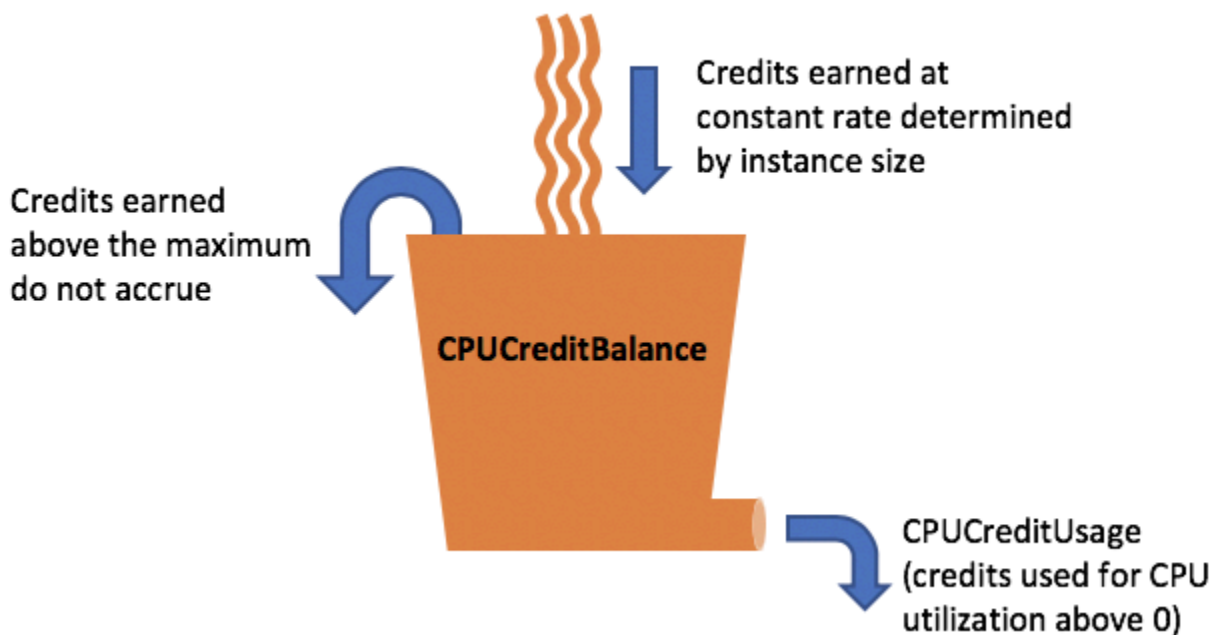 Credits earned at
constant rate determined
by instance size
Credits earned
above the maximum
do not accrue
CPUCreditBalance
CPUCreditUsage
(credits used for CPU
utilization above 0)